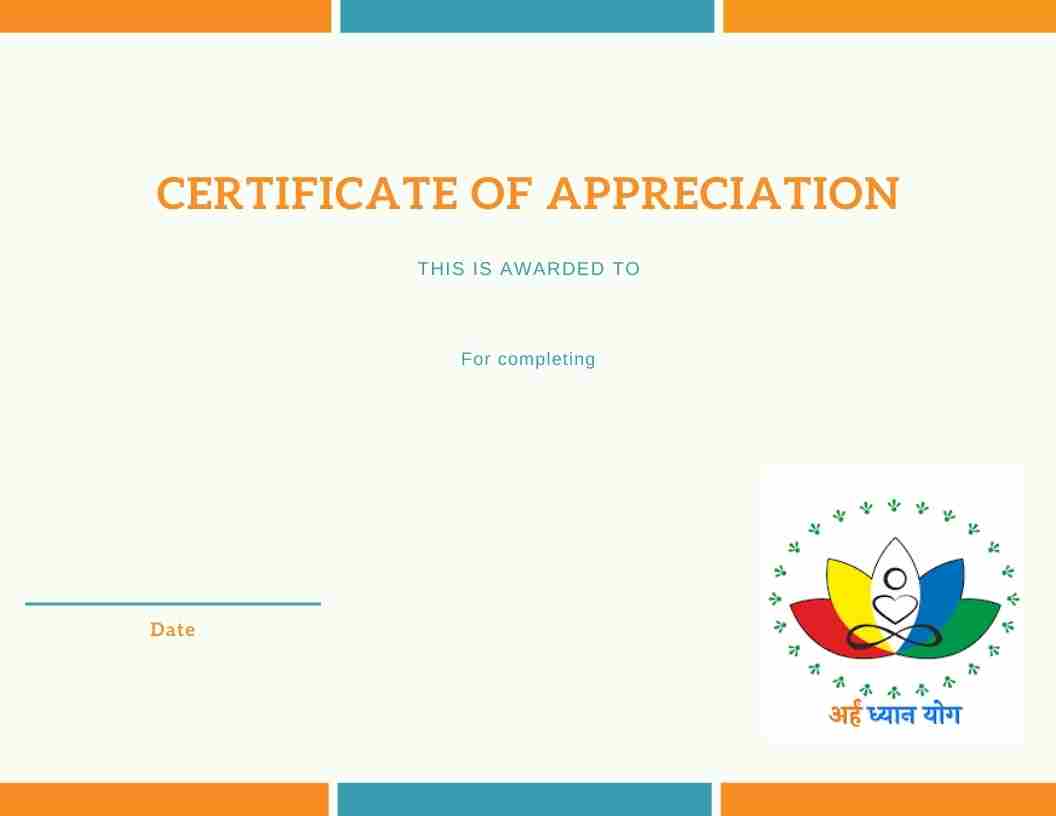 CERTIFICATE OF APPRECIATION
THIS IS AWARDED TO
For completing
Date
अर्हं ध्यान योग